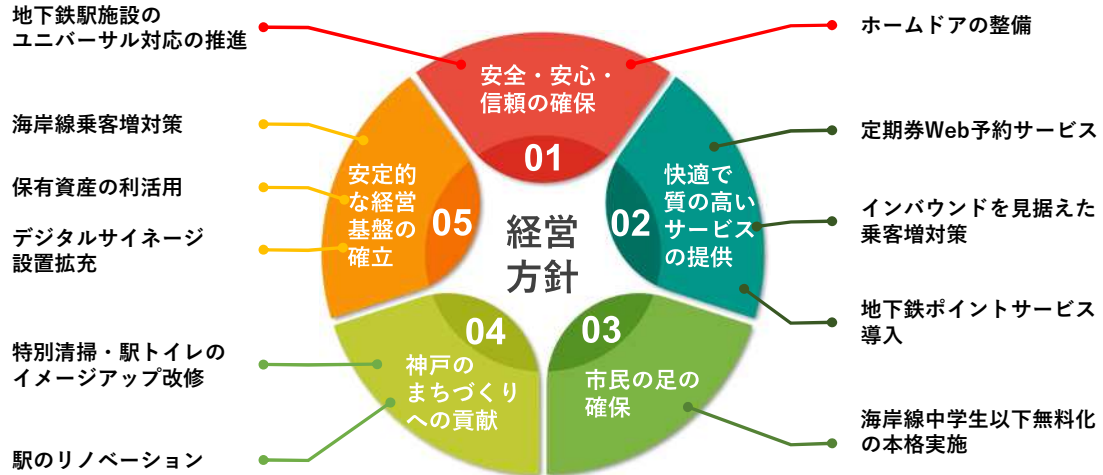 地下鉄駅施設の
ユニバーサル対応の推進
海岸線乗客増対策
保有資産の利活用
デジタルサイネージ
設置拡充
特別清掃・駅トイレの
イメージアップ改修
駅のリノベーション
安全・安心・
信頼の確保
01
快適で
質の高い
サービス
の提供
02
03
市民の足の
確保
04
神戸の
まちづくり
への貢献
安定的
な経営
基盤の
確立
05
経営
方針
ホームドアの整備
定期券Web予約サービス
インバウンドを見据えた
乗客増対策
地下鉄ポイントサービス
導入
海岸線中学生以下無料化
の本格実施